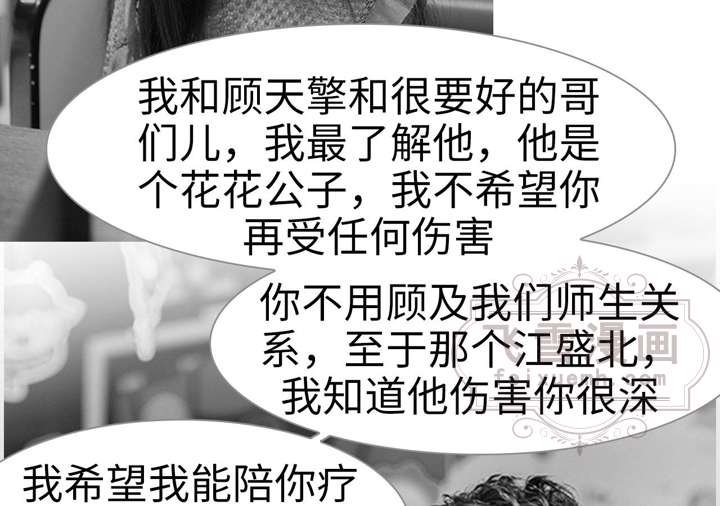 我和顾天擎和很要好的哥
们儿，我最了解他，他是
个花花公子，我不希望你
再受任何伤害
你不用顾及我们师生关
系，至于那个江盛北，
我知道他伤害你很深
飞雪漫画
feixuemh.com
我希望我能陪你疗